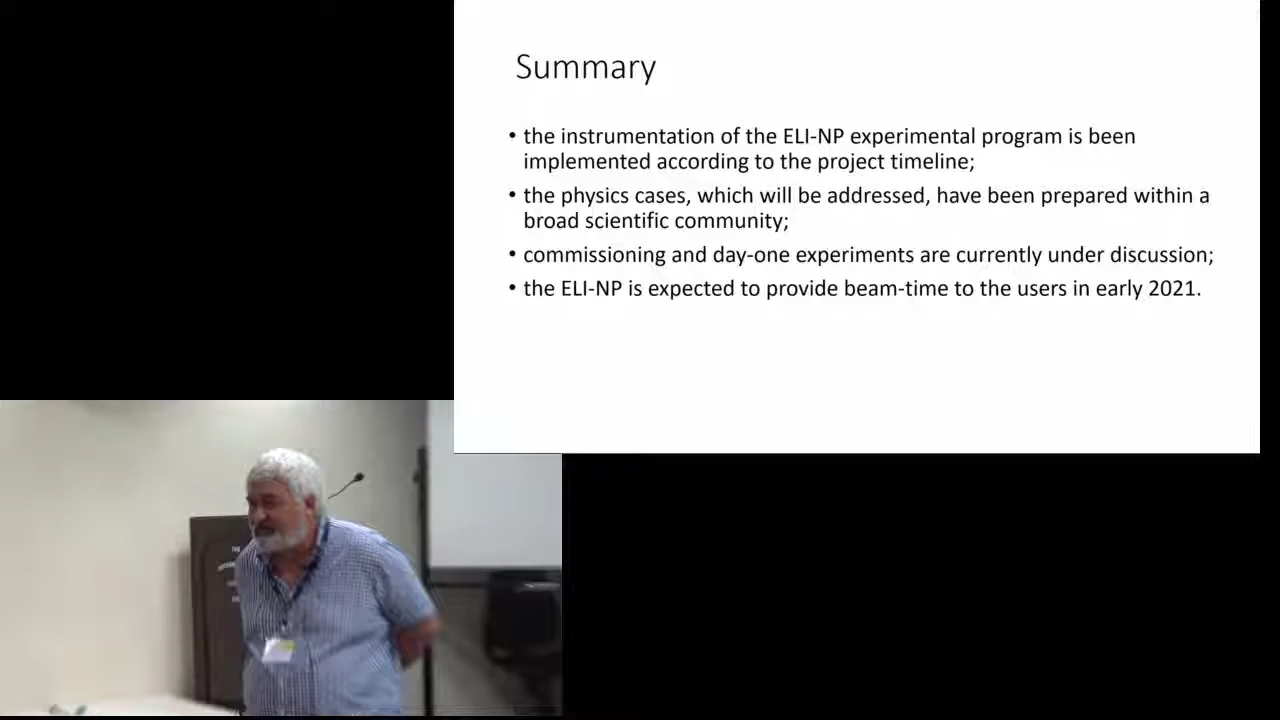 Summary
• the instrumentation of the ELI-NP experimental program is been
implemented according to the project timeline;
• the physics cases, which will be addressed, have been prepared within a
broad scientific community;
• commissioning and day-one experiments are currently under discussion;
• the ELI-NP is expected to provide beam-time to the users in early 2021.